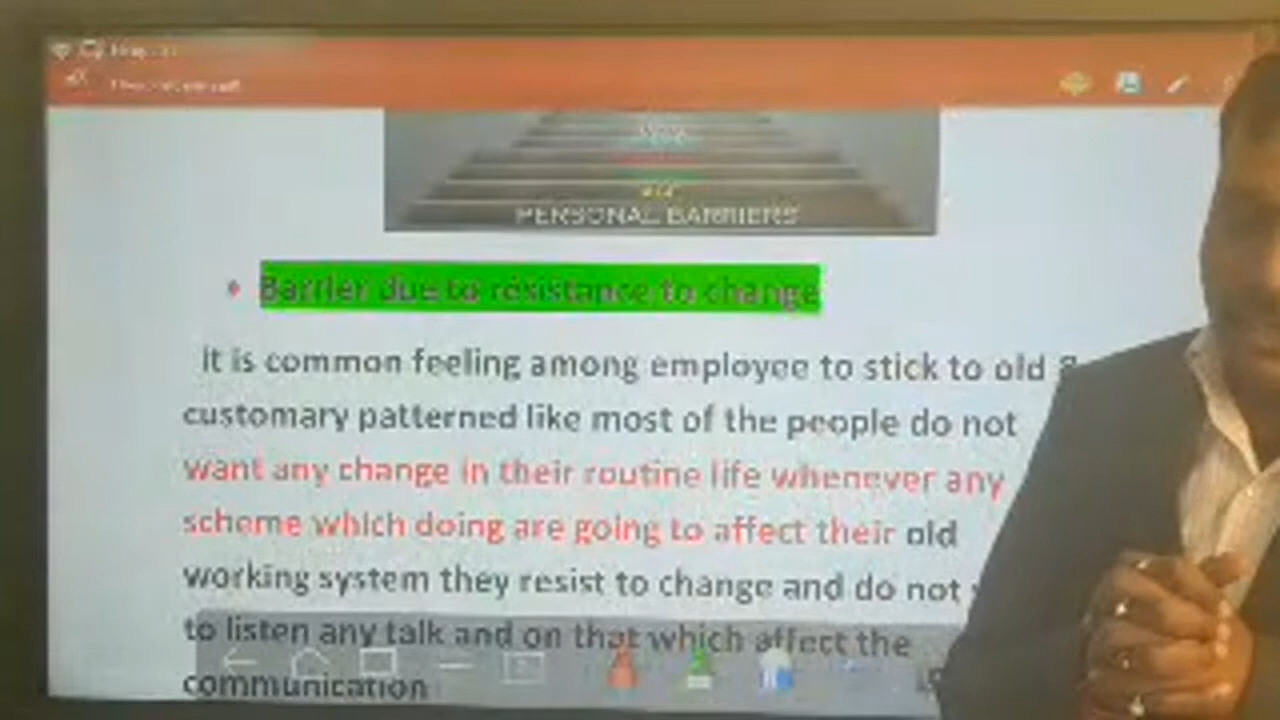 PERSONAL BARRIERS
Barrier due to resistance to change
it is common feeling among employee to stick to old
customary patterned like most of the people do not
want any change in their routine life whenever any
scheme which doing are going to affect their old
working system they resist to change and do not
to listen any talk and on that which affect the
communication